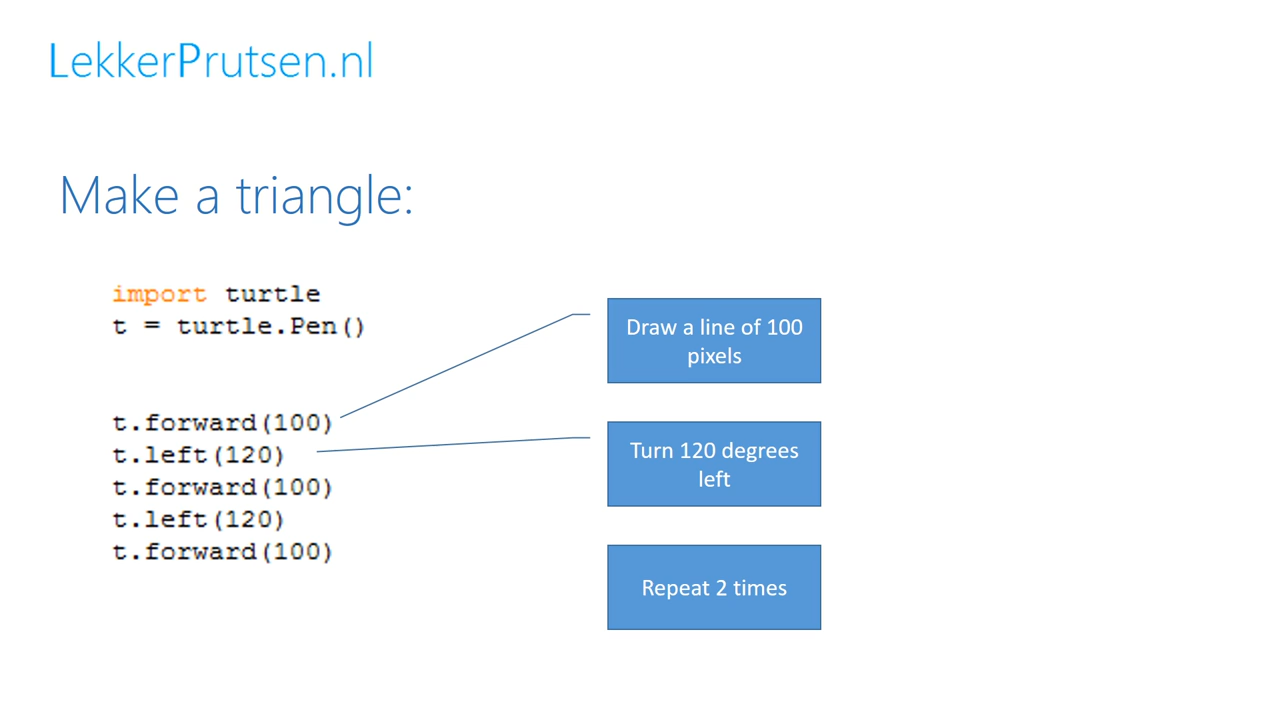 LekkerPrutsen.nl
Make a triangle:
import turtle
t = turtle.Pen()
t.forward(100)
t.left(120)
t.forward(100)
t.left(120)
t.forward(100)
Draw a line of 100
pixels
Turn 120 degrees
left
Repeat 2 times